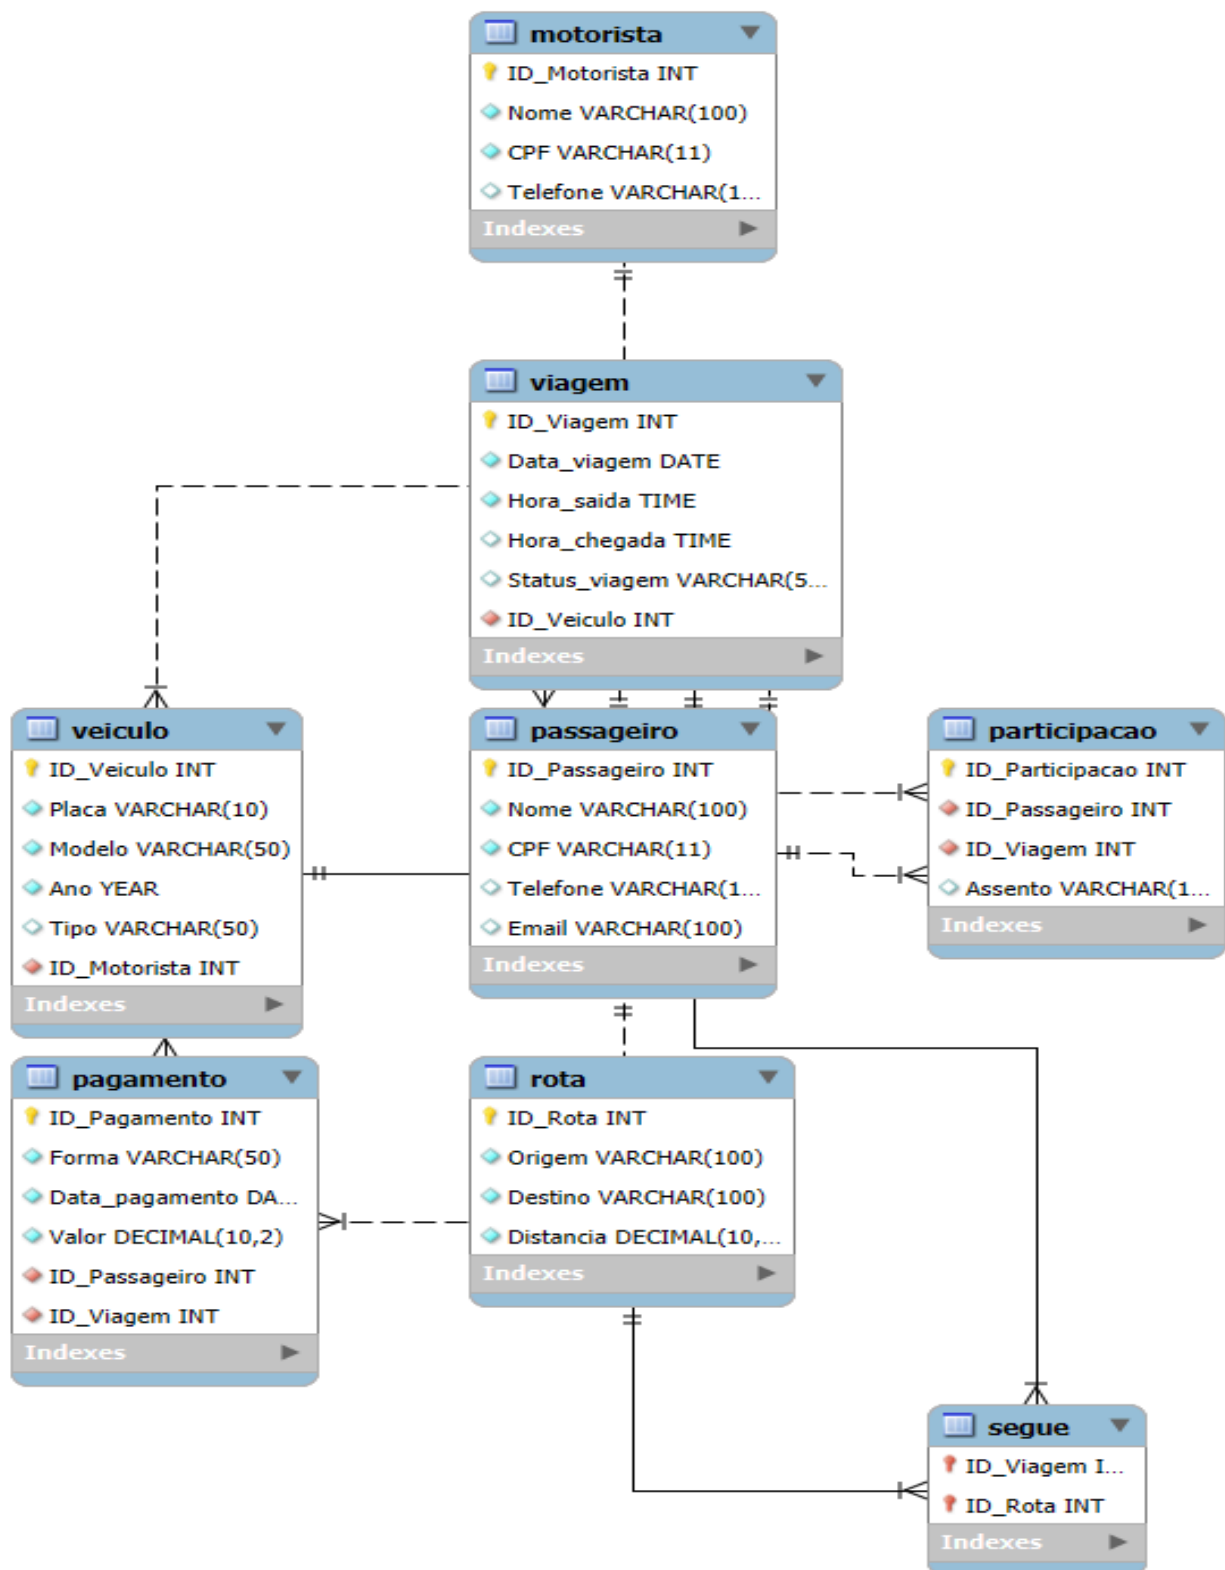 motorista
ID_Motorista INT
Nome VARCHAR(100)
CPF VARCHAR(11)
Telefone VARCHAR(1...
Indexes
viagem
ID_Viagem INT
Data_viagem DATE
Hora_saida TIME
Hora_chegada TIME
Status_viagem VARCHAR(5...
ID_Veiculo INT
Indexes
veiculo
ID_Veiculo INT
Placa VARCHAR(10)
Modelo VARCHAR(50)
Ano YEAR
Tipo VARCHAR(50)
ID_Motorista INT
Indexes
passageiro
ID_Passageiro INT
Nome VARCHAR(100)
CPF VARCHAR(11)
Telefone VARCHAR(1...
Email VARCHAR(100)
Indexes
participacao
ID_Participacao INT
ID_Passageiro INT
ID_Viagem INT
Assento VARCHAR(1...
Indexes
pagamento
ID_Pagamento INT
Forma VARCHAR(50)
Data_pagamento DA...
Valor DECIMAL(10,2)
ID_Passageiro INT
ID_Viagem INT
Indexes
rota
ID_Rota INT
Origem VARCHAR(100)
Destino VARCHAR(100)
Distancia DECIMAL(10,...
Indexes
segue
ID_Viagem I...
ID_Rota INT
Indexes